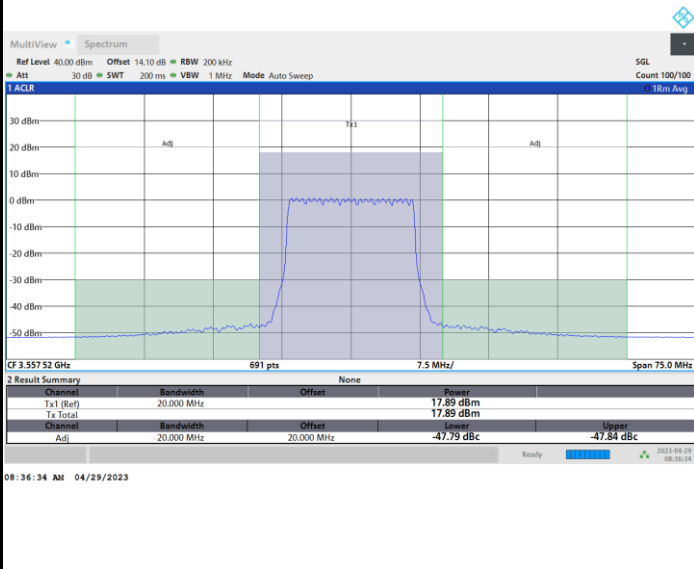 MultiView Spectrum
Ref Level 40.00 dBm Offset 14.10 dB RBW 200 kHz SGL
Att 30 dB SWT 200 ms VBW 1 MHz Mode Auto Sweep Count 100/100
1 ACLR 1Rm Avg
30 dBm
Tx1
20 dBm Adj Adj
10 dBm
0 dBm
-10 dBm
-20 dBm
-30 dBm
-40 dBm
-50 dBm
CF 3.557 52 GHz 691 pts 7.5 MHz/ Span 75.0 MHz
2 Result Summary None
Channel Bandwidth Offset Power
Tx1 (Ref) 20.000 MHz 17.89 dBm
Tx Total 17.89 dBm
Channel Bandwidth Offset Lower Upper
Adj 20.000 MHz 20.000 MHz -47.79 dBc -47.84 dBc
Ready 2023-04-29
08:36:34
08:36:34 AM 04/29/2023